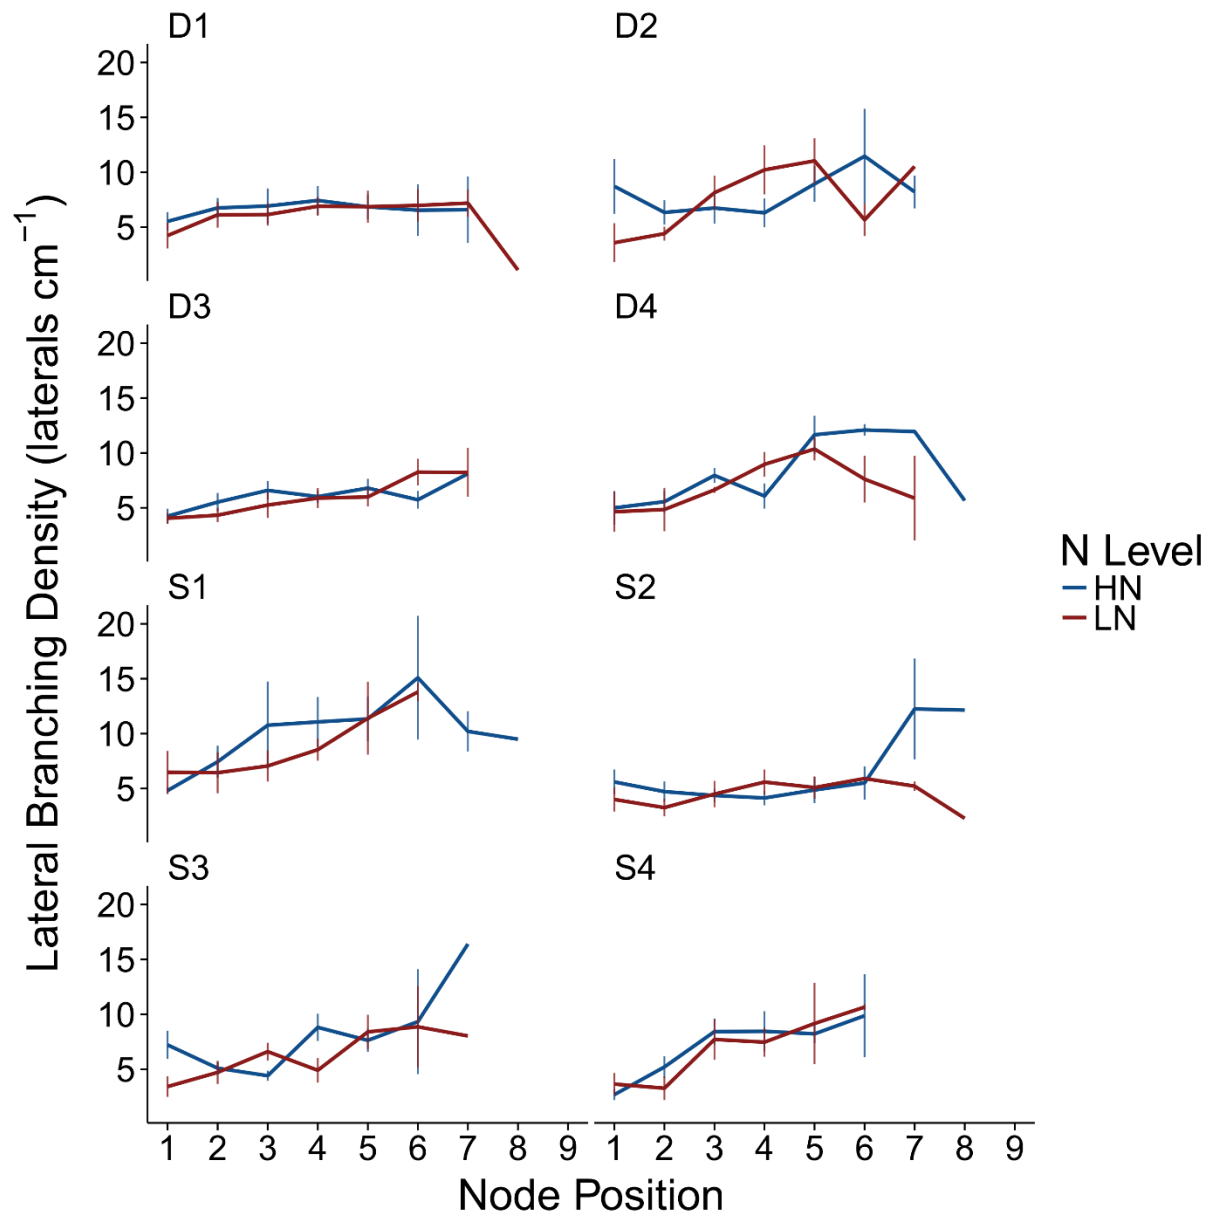 Lateral Branching Density (laterals cm⁻¹)
D1
D2
20
15
10
5
D3
D4
20
15
10
5
S1
S2
20
15
10
5
S3
S4
20
15
10
5
1 2 3 4 5 6 7 8 9 1 2 3 4 5 6 7 8 9
Node Position
N Level
HN
LN